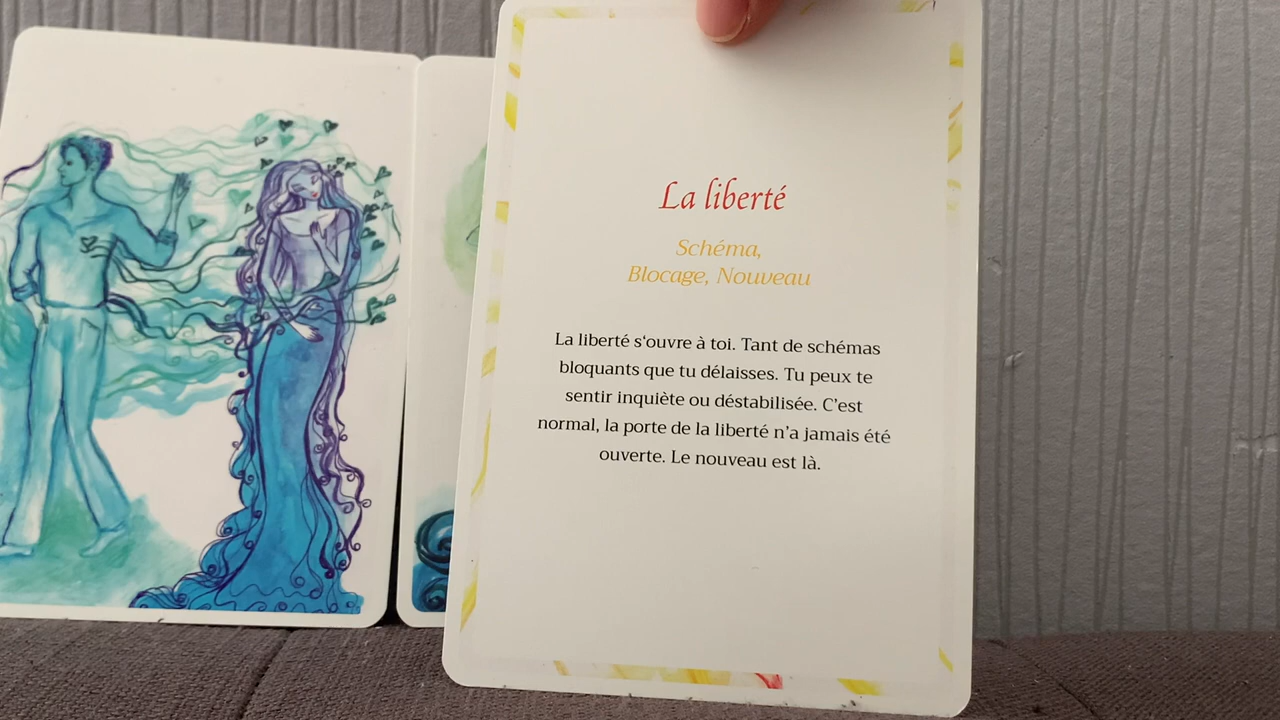 La liberté
Schéma,
Blocage, Nouveau
La liberté s'ouvre à toi. Tant de schémas
bloquants que tu délaisses. Tu peux te
sentir inquiète ou déstabilisée. C'est
normal, la porte de la liberté n'a jamais été
ouverte. Le nouveau est là.